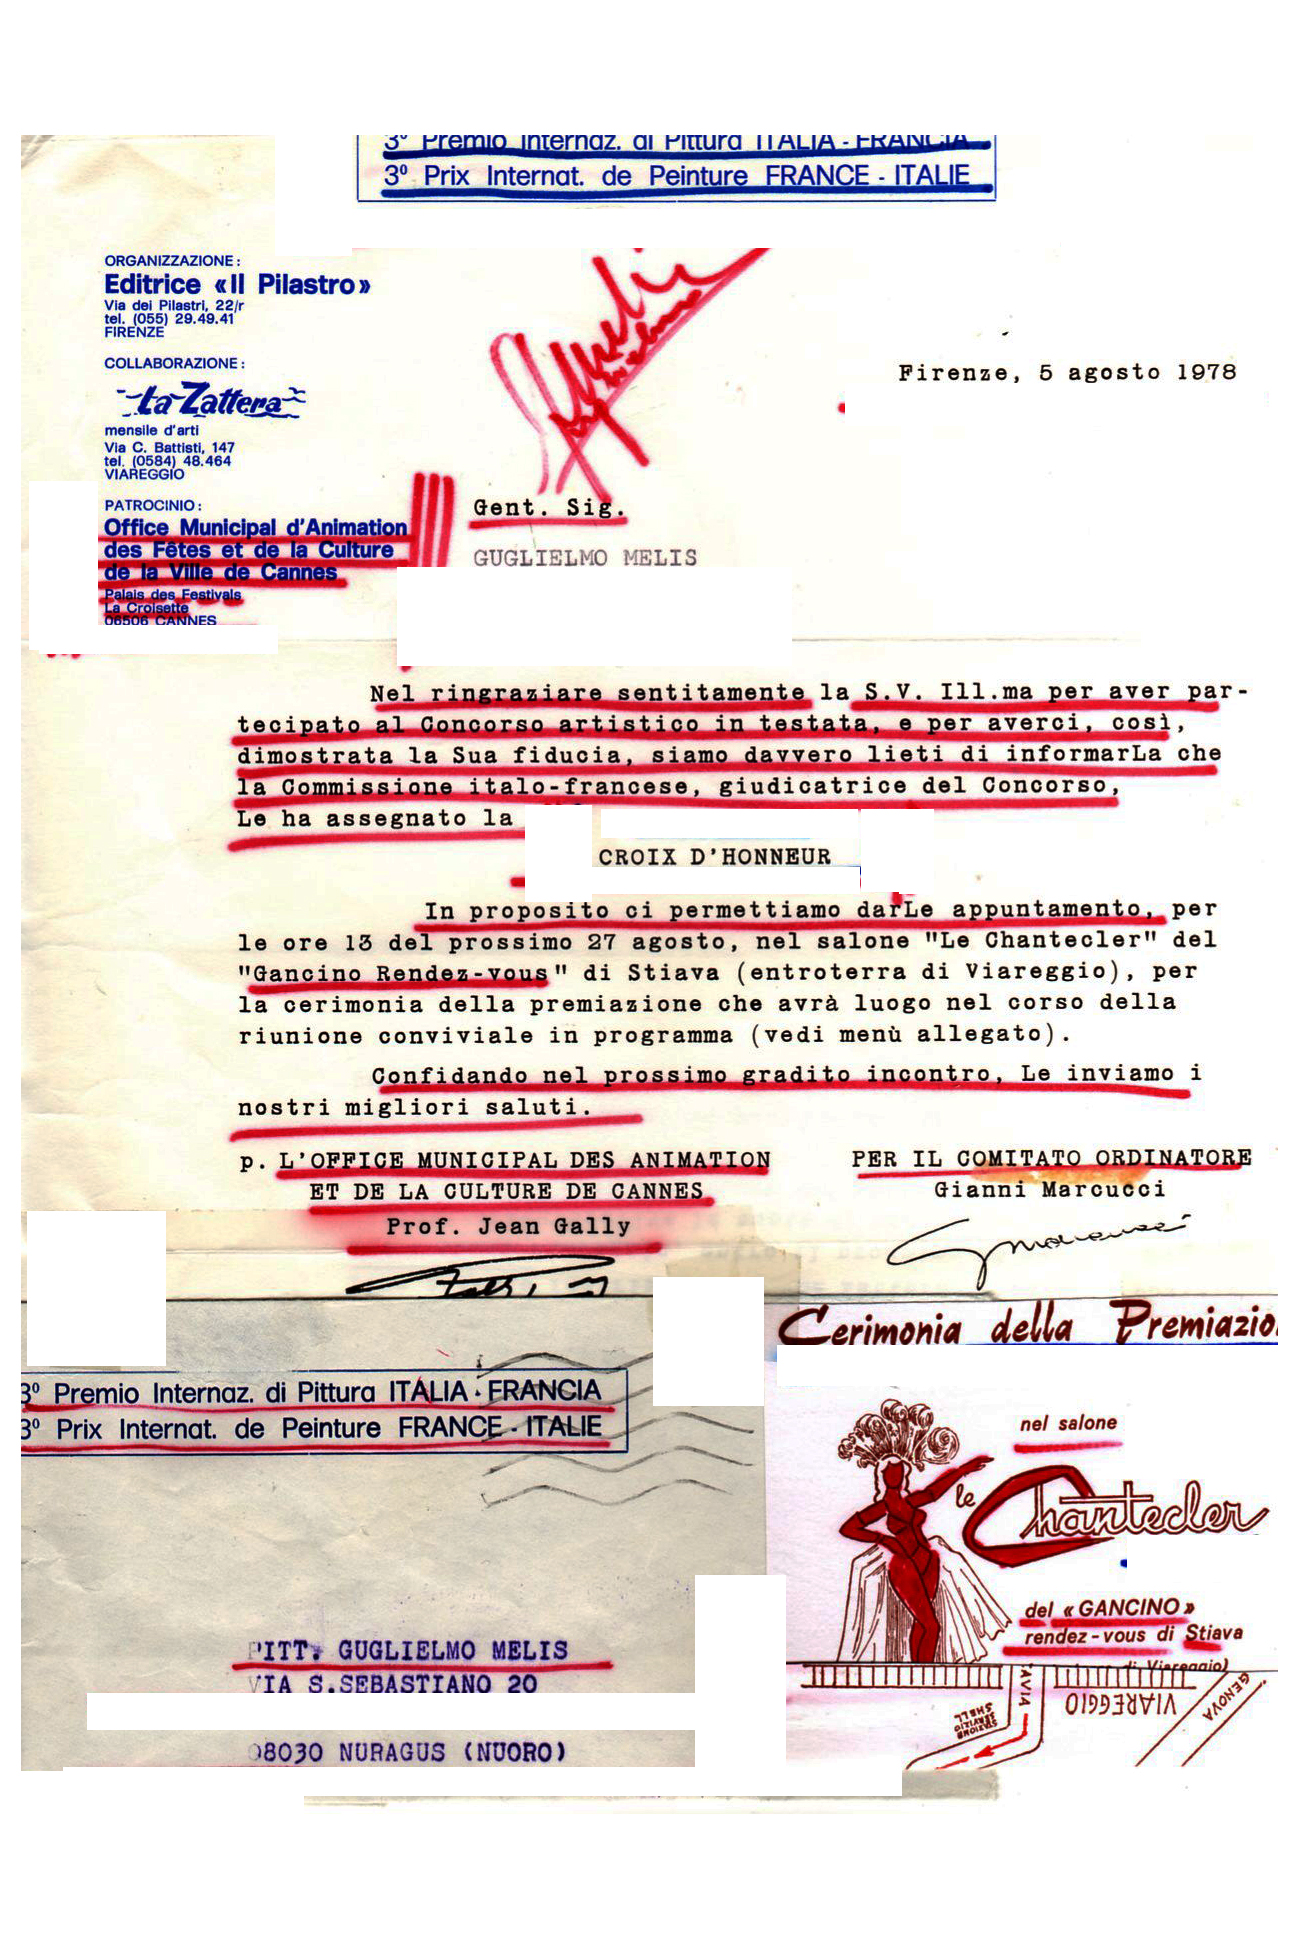 3º Premio Internaz. di Pittura ITALIA - FRANCIA
3º Prix Internat. de Peinture FRANCE - ITALIE
ORGANIZZAZIONE :
Editrice «Il Pilastro»
Via dei Pilastri, 22/r
tel. (055) 29.49.41
FIRENZE
COLLABORAZIONE :
La Zattera
mensile d'arti
Via C. Battisti, 147
tel. (0584) 48.464
VIAREGGIO
PATROCINIO :
Office Municipal d'Animation
des Fêtes et de la Culture
de la Ville de Cannes
Palais des Festivals
La Croisette
06506 CANNES
Firenze, 5 agosto 1978
Gent. Sig.
GUGLIELMO MELIS
Nel ringraziare sentitamente la S.V. Ill.ma per aver par-
tecipato al Concorso artistico in testata, e per averci, così,
dimostrata la Sua fiducia, siamo davvero lieti di informarLa che
la Commissione italo-francese, giudicatrice del Concorso,
Le ha assegnato la
CROIX D'HONNEUR
In proposito ci permettiamo darLe appuntamento, per
le ore 13 del prossimo 27 agosto, nel salone "Le Chantecler" del
"Gancino Rendez-vous" di Stiava (entroterra di Viareggio), per
la cerimonia della premiazione che avrà luogo nel corso della
riunione conviviale in programma (vedi menù allegato).
Confidando nel prossimo gradito incontro, Le inviamo i
nostri migliori saluti.
p. L'OFFICE MUNICIPAL DES ANIMATION
ET DE LA CULTURE DE CANNES
Prof. Jean Gally
PER IL COMITATO ORDINATORE
Gianni Marcucci
Cerimonia della Premiazio
3º Premio Internaz. di Pittura ITALIA - FRANCIA
3º Prix Internat. de Peinture FRANCE - ITALIE
nel salone
le Chantecler
del «GANCINO»
rendez-vous di Stiava
di Viareggio)
PITT. GUGLIELMO MELIS
VIA S.SEBASTIANO 20
08030 NURAGUS (NUORO)
STAZIONE
SERVIZIO
SHELL
VIAREGGIO
GENOVA